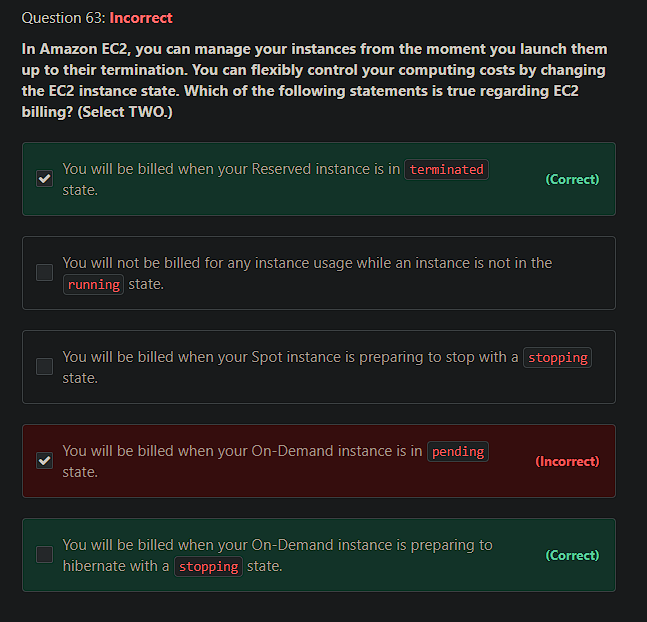 Question 63: Incorrect
In Amazon EC2, you can manage your instances from the moment you launch them
up to their termination. You can flexibly control your computing costs by changing
the EC2 instance state. Which of the following statements is true regarding EC2
billing? (Select TWO.)
You will be billed when your Reserved instance is in terminated
state.
(Correct)
You will not be billed for any instance usage while an instance is not in the
running state.
You will be billed when your Spot instance is preparing to stop with a stopping
state.
You will be billed when your On-Demand instance is in pending
state.
(Incorrect)
You will be billed when your On-Demand instance is preparing to
hibernate with a stopping state.
(Correct)